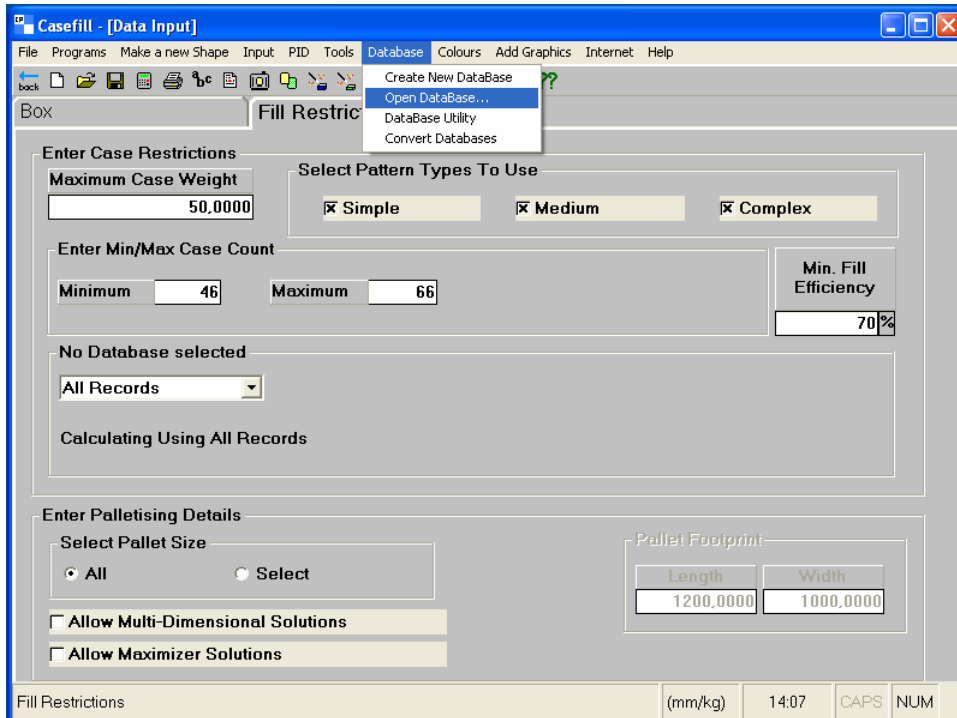 Casefill - [Data Input]
File Programs Make a new Shape Input PID Tools Database Colours Add Graphics Internet Help
back abc ??
Create New DataBase
Open DataBase...
DataBase Utility
Convert Databases
Box Fill Restric
Enter Case Restrictions
Maximum Case Weight
50,0000
Select Pattern Types To Use
Simple Medium Complex
Enter Min/Max Case Count
Minimum 46 Maximum 66
Min. Fill
Efficiency
70 %
No Database selected
All Records
Calculating Using All Records
Enter Palletising Details
Select Pallet Size
All Select
Pallet Footprint
Length Width
1200,0000 1000,0000
Allow Multi-Dimensional Solutions
Allow Maximizer Solutions
Fill Restrictions (mm/kg) 14:07 CAPS NUM